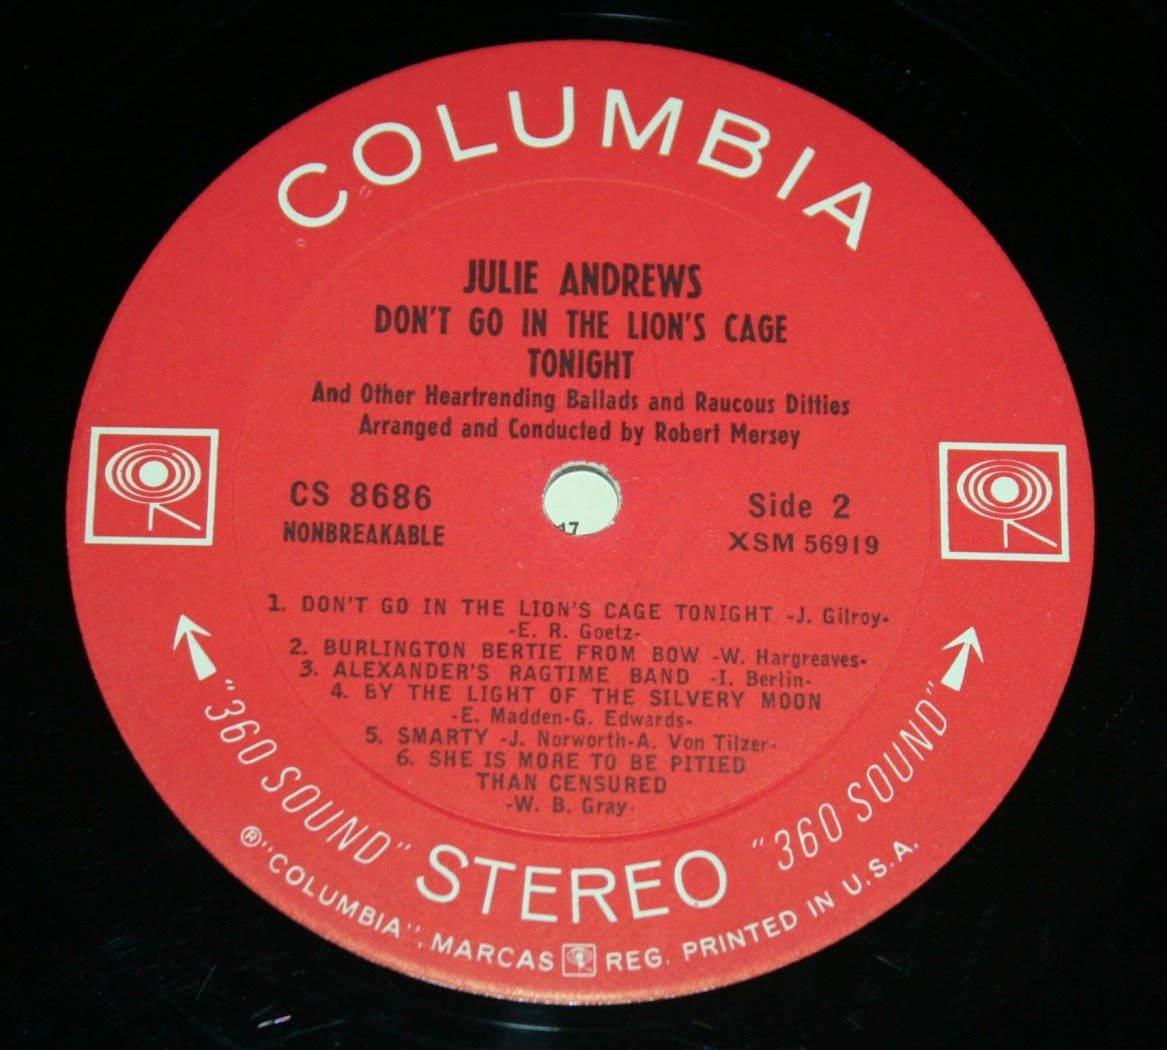 COLUMBIA
JULIE ANDREWS
DON'T GO IN THE LION'S CAGE
TONIGHT
And Other Heartrending Ballads and Raucous Ditties
Arranged and Conducted by Robert Mersey
CS 8686
NONBREAKABLE
17
Side 2
XSM 56919
1. DON'T GO IN THE LION'S CAGE TONIGHT -J. Gilroy-
-E. R. Goetz-
2. BURLINGTON BERTIE FROM BOW -W. Hargreaves-
3. ALEXANDER'S RAGTIME BAND -I. Berlin-
4. BY THE LIGHT OF THE SILVERY MOON
-E. Madden-G. Edwards-
5. SMARTY -J. Norworth-A. Von Tilzer-
6. SHE IS MORE TO BE PITIED
THAN CENSURED
-W. B. Gray-
"360 SOUND" STEREO "360 SOUND"
®"COLUMBIA", MARCAS REG. PRINTED IN U.S.A.